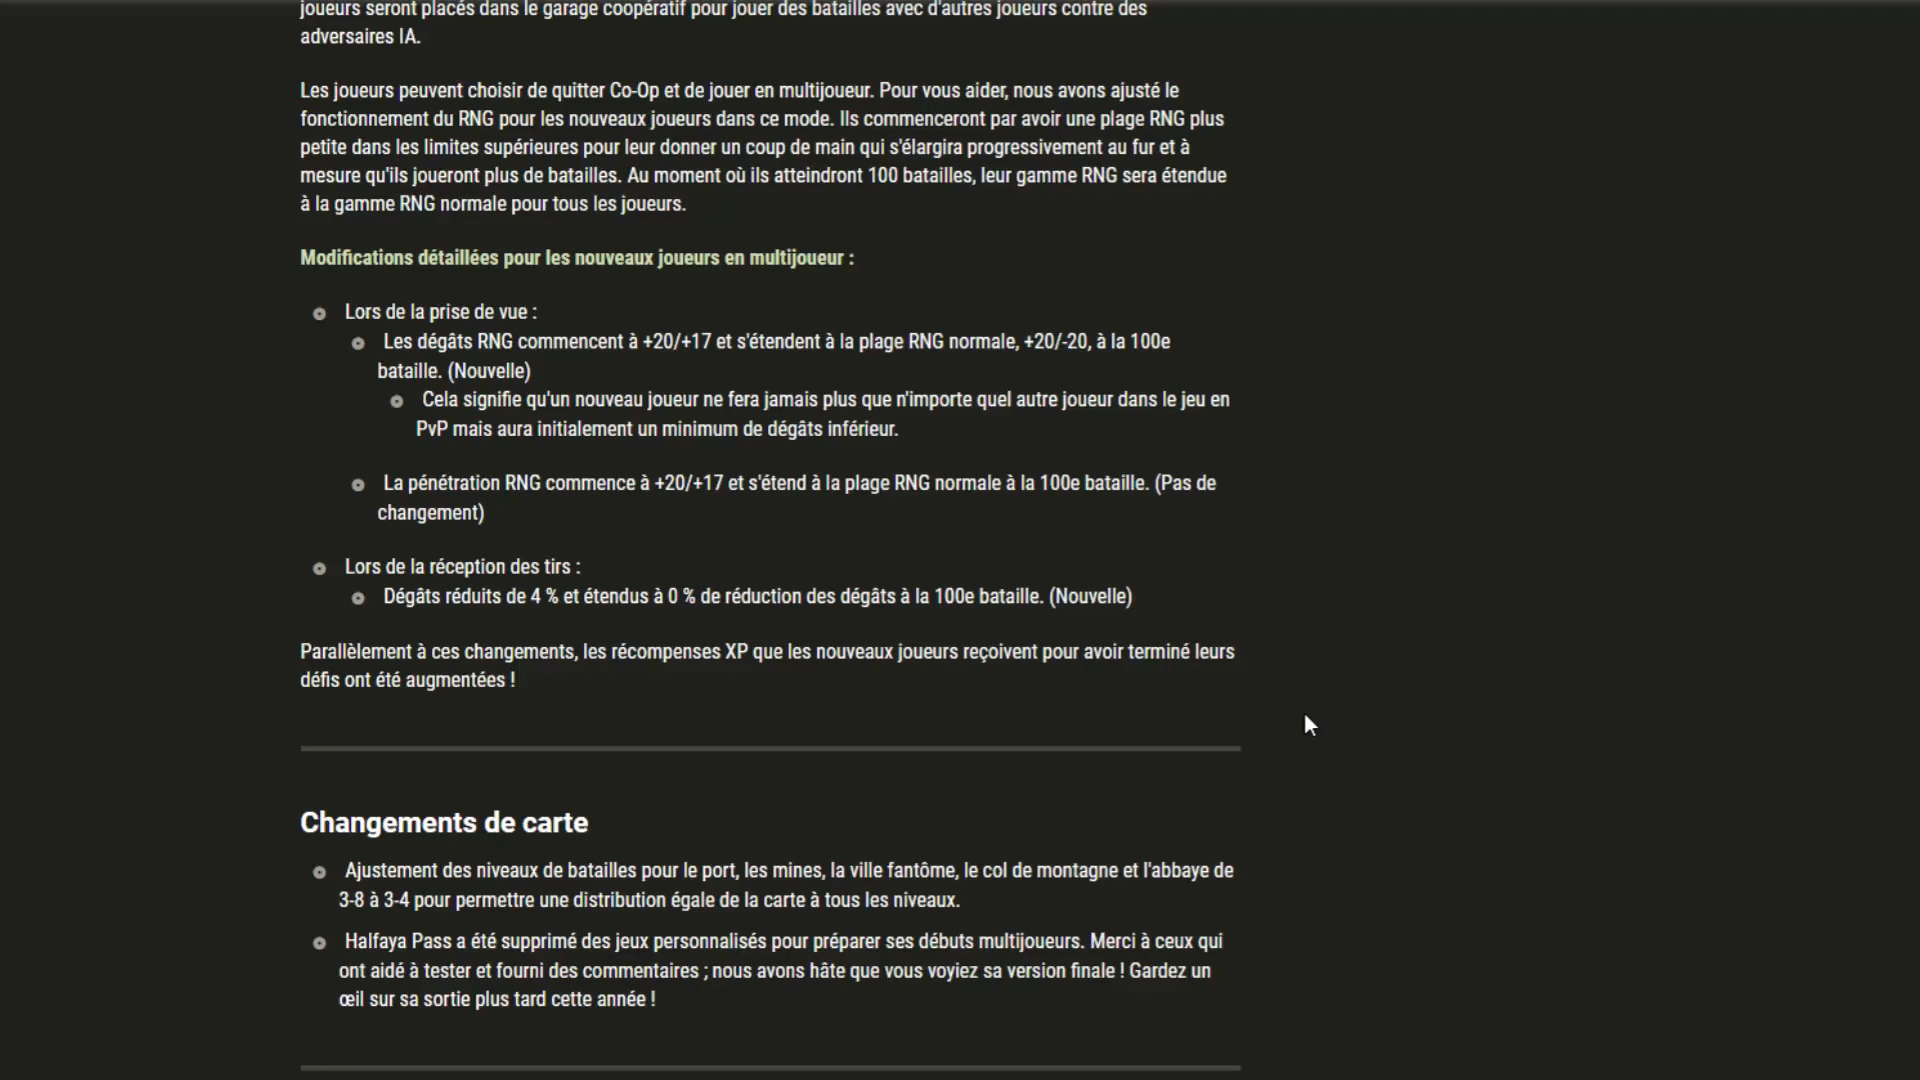 joueurs seront placés dans le garage coopératif pour jouer des batailles avec d'autres joueurs contre des
adversaires IA.
Les joueurs peuvent choisir de quitter Co-Op et de jouer en multijoueur. Pour vous aider, nous avons ajusté le
fonctionnement du RNG pour les nouveaux joueurs dans ce mode. Ils commenceront par avoir une plage RNG plus
petite dans les limites supérieures pour leur donner un coup de main qui s'élargira progressivement au fur et à
mesure qu'ils joueront plus de batailles. Au moment où ils atteindront 100 batailles, leur gamme RNG sera étendue
à la gamme RNG normale pour tous les joueurs.
Modifications détaillées pour les nouveaux joueurs en multijoueur :
Lors de la prise de vue :
Les dégâts RNG commencent à +20/+17 et s'étendent à la plage RNG normale, +20/-20, à la 100e
bataille. (Nouvelle)
Cela signifie qu'un nouveau joueur ne fera jamais plus que n'importe quel autre joueur dans le jeu en
PvP mais aura initialement un minimum de dégâts inférieur.
La pénétration RNG commence à +20/+17 et s'étend à la plage RNG normale à la 100e bataille. (Pas de
changement)
Lors de la réception des tirs :
Dégâts réduits de 4 % et étendus à 0 % de réduction des dégâts à la 100e bataille. (Nouvelle)
Parallèlement à ces changements, les récompenses XP que les nouveaux joueurs reçoivent pour avoir terminé leurs
défis ont été augmentées !
Changements de carte
Ajustement des niveaux de batailles pour le port, les mines, la ville fantôme, le col de montagne et l'abbaye de
3-8 à 3-4 pour permettre une distribution égale de la carte à tous les niveaux.
Halfaya Pass a été supprimé des jeux personnalisés pour préparer ses débuts multijoueurs. Merci à ceux qui
ont aidé à tester et fourni des commentaires ; nous avons hâte que vous voyiez sa version finale ! Gardez un
œil sur sa sortie plus tard cette année !